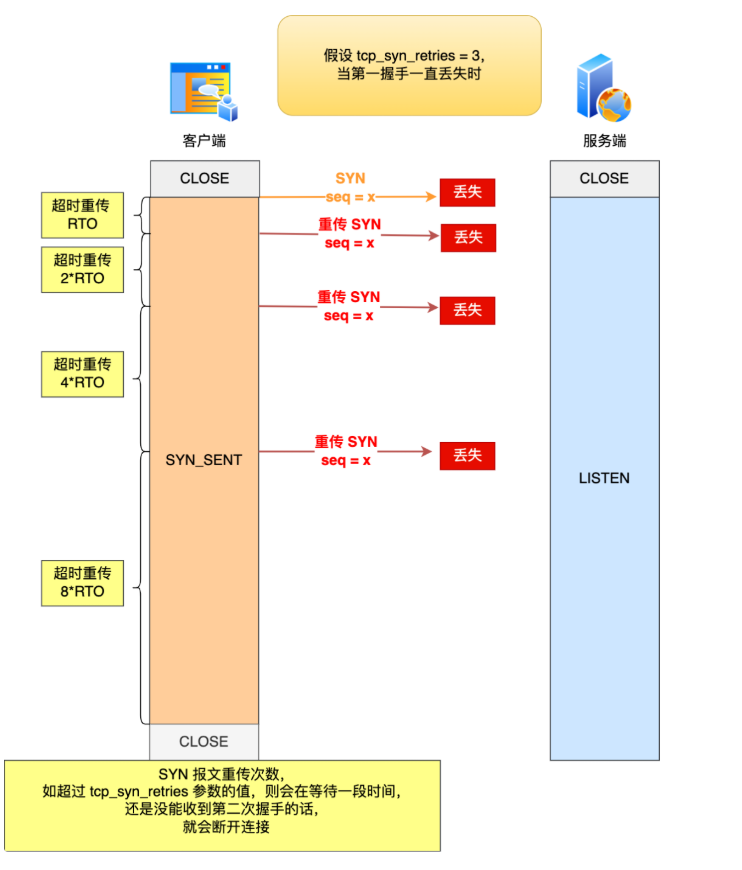 假设 tcp_syn_retries = 3,
当第一握手一直丢失时
客户端
服务端
CLOSE
CLOSE
超时重传
RTO
SYN
seq = x
丢失
重传 SYN
seq = x
丢失
超时重传
2*RTO
重传 SYN
seq = x
丢失
超时重传
4*RTO
重传 SYN
seq = x
丢失
SYN_SENT
LISTEN
超时重传
8*RTO
CLOSE
SYN 报文重传次数,
如超过 tcp_syn_retries 参数的值，则会在等待一段时间,
还是没能收到第二次握手的话,
就会断开连接